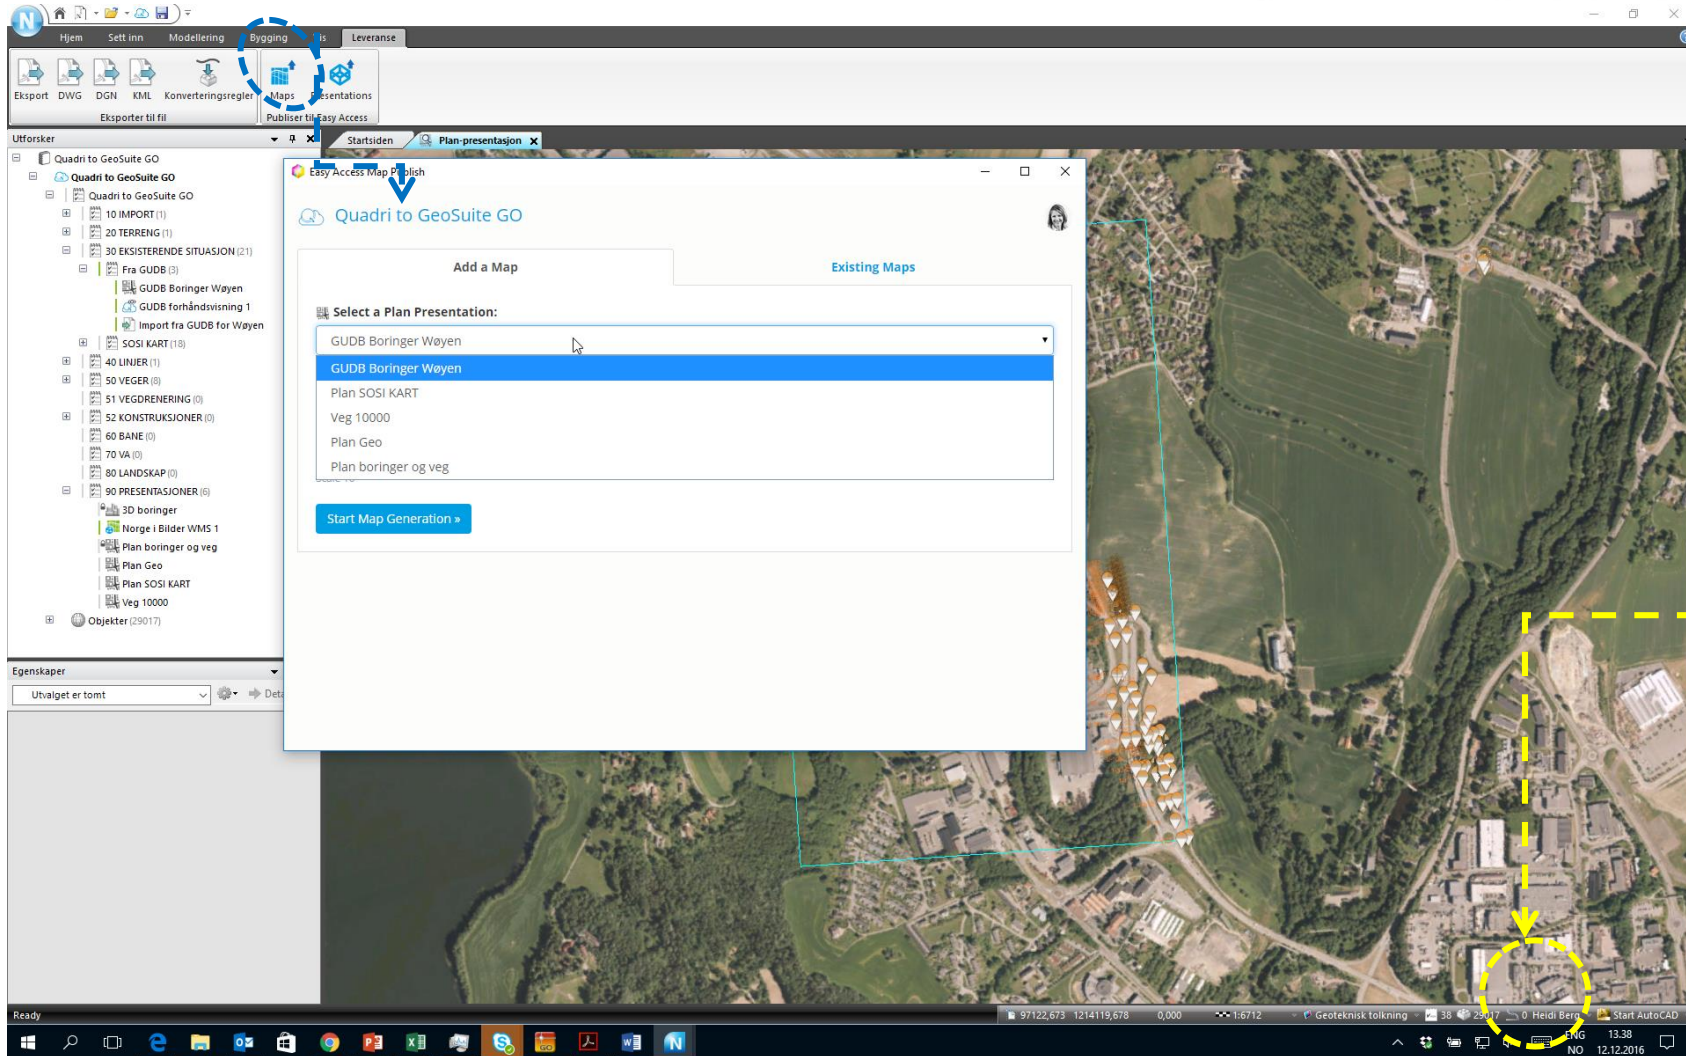 Hjem Sett inn Modellering Bygging Vis Leveranse
Eksport DWG DGN KML Konverteringsregler Maps Presentations
Eksporter til fil Publiser til Easy Access
Utforsker
Startsiden Plan-presentasjon
Quadri to GeoSuite GO
Quadri to GeoSuite GO
Quadri to GeoSuite GO
10 IMPORT (1)
20 TERRENG (1)
30 EKSISTERENDE SITUASJON (21)
Fra GUDB (3)
GUDB Boringer Wøyen
GUDB forhåndsvisning 1
Import fra GUDB for Wøyen
SOSI KART (18)
40 LINJER (1)
50 VEGER (8)
51 VEGDRENERING (0)
52 KONSTRUKSJONER (0)
60 BANE (0)
70 VA (0)
80 LANDSKAP (0)
90 PRESENTASJONER (6)
3D boringer
Norge i Bilder WMS 1
Plan boringer og veg
Plan Geo
Plan SOSI KART
Veg 10000
Objekter (29017)
Egenskaper
Utvalget er tomt Deta
Easy Access Map Publish
Quadri to GeoSuite GO
Add a Map Existing Maps
Select a Plan Presentation:
GUDB Boringer Wøyen
GUDB Boringer Wøyen
Plan SOSI KART
Veg 10000
Plan Geo
Plan boringer og veg
Start Map Generation »
Ready 97122,673 1214119,678 0,000 1:6712 Geoteknisk tolkning 38 29017 0 Heidi Berg Start AutoCAD
ENG 13.38
NO 12.12.2016